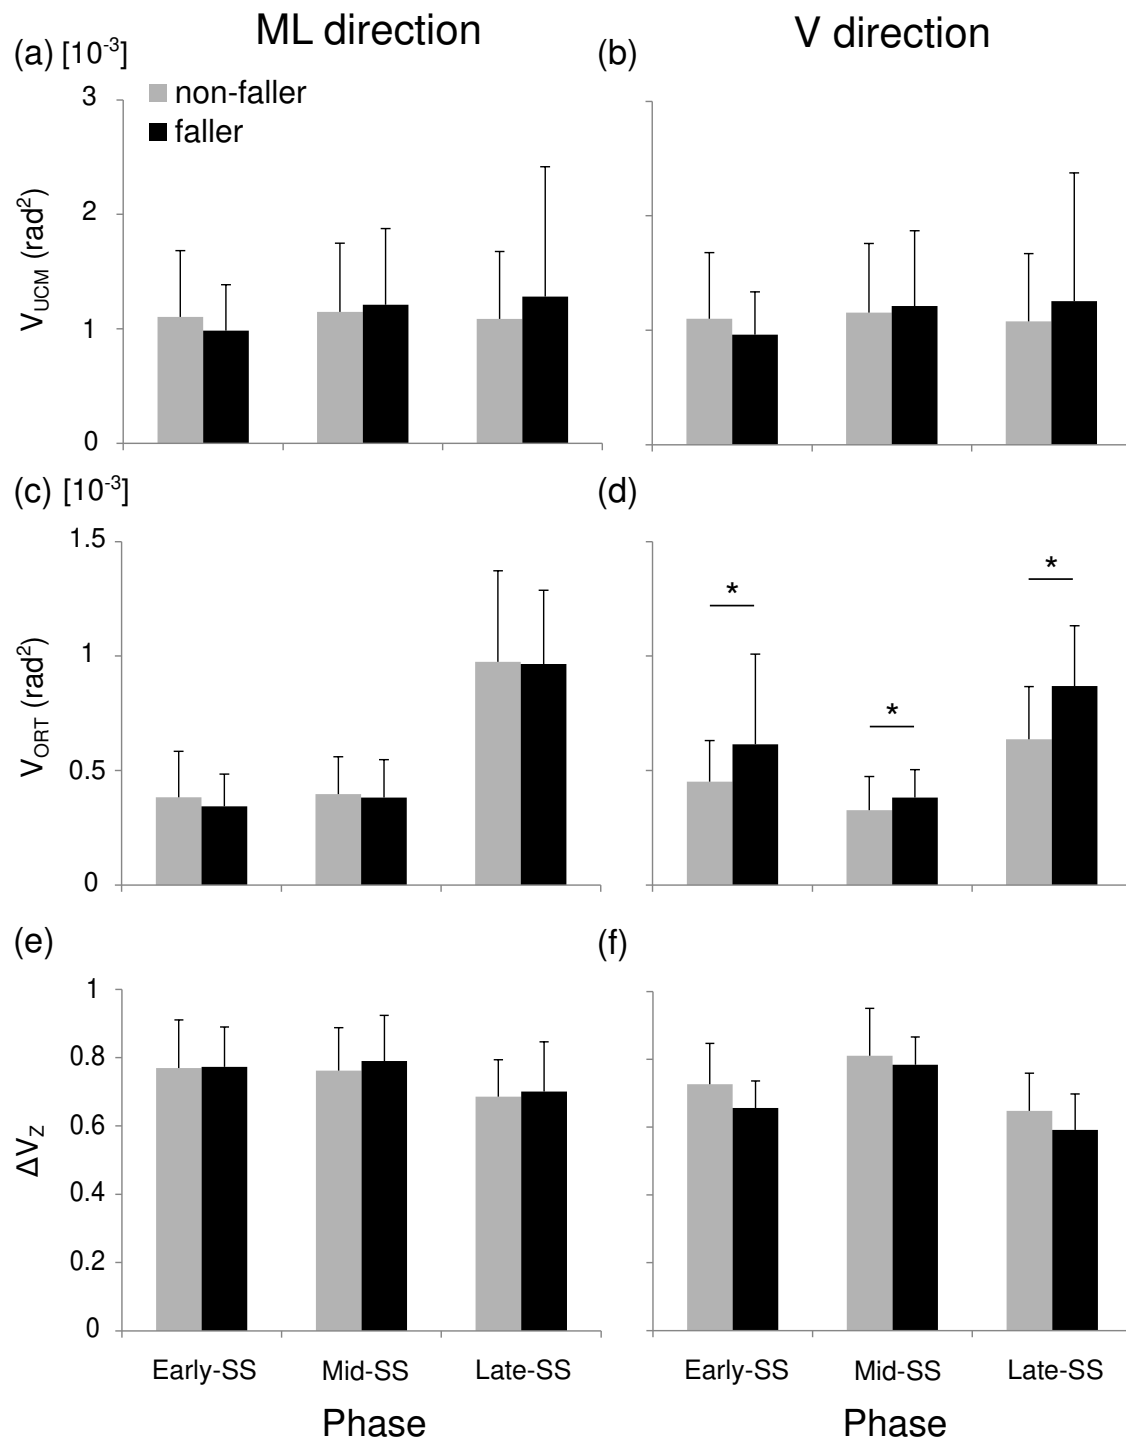 ML direction
V direction
(a) [10⁻³]
(b)
non-faller
faller
3
2
1
0
V_UCM (rad²)
(c) [10⁻³]
(d)
1.5
1
0.5
0
V_ORT (rad²)
*
*
*
(e)
(f)
1
0.8
0.6
0.4
0.2
0
ΔV_Z
Early-SS Mid-SS Late-SS
Early-SS Mid-SS Late-SS
Phase
Phase